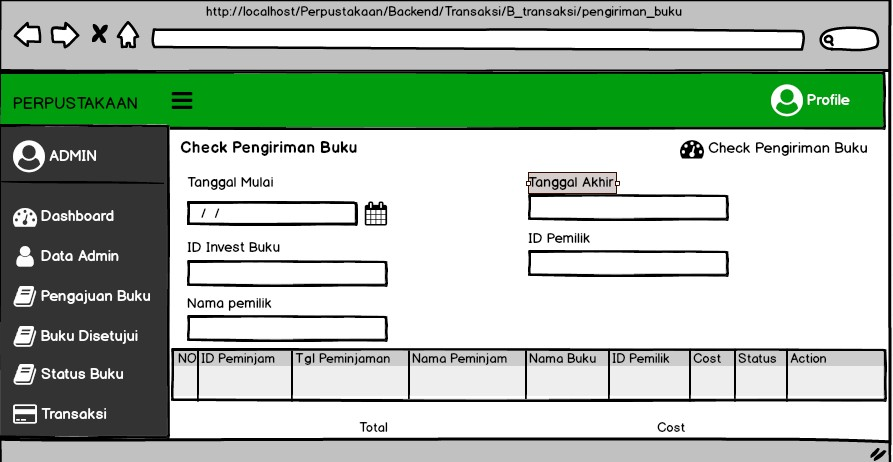 http://localhost/Perpustakaan/Backend/Transaksi/B_transaksi/pengiriman_buku
PERPUSTAKAAN
Profile
ADMIN
Dashboard
Data Admin
Pengajuan Buku
Buku Disetujui
Status Buku
Transaksi
Check Pengiriman Buku
Check Pengiriman Buku
Tanggal Mulai
/ /
Tanggal Akhir
ID Invest Buku
ID Pemilik
Nama pemilik
NO ID Peminjam Tgl Peminjaman Nama Peminjam Nama Buku ID Pemilik Cost Status Action
Total Cost